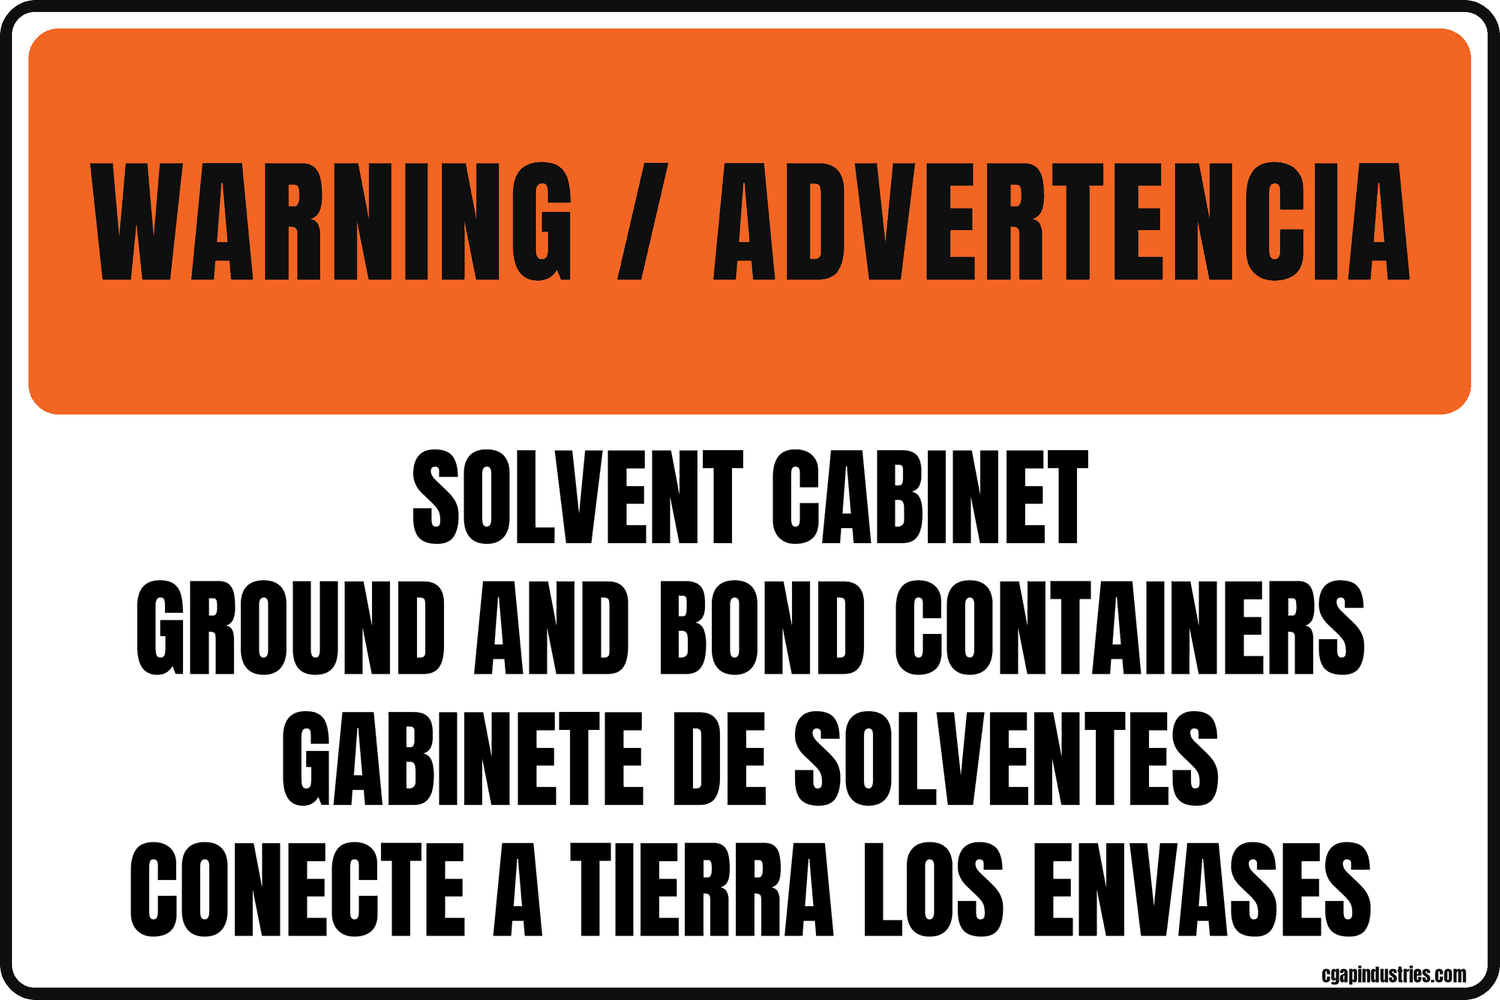 WARNING / ADVERTENCIA
SOLVENT CABINET
GROUND AND BOND CONTAINERS
GABINETE DE SOLVENTES
CONECTE A TIERRA LOS ENVASES
cgapindustries.com